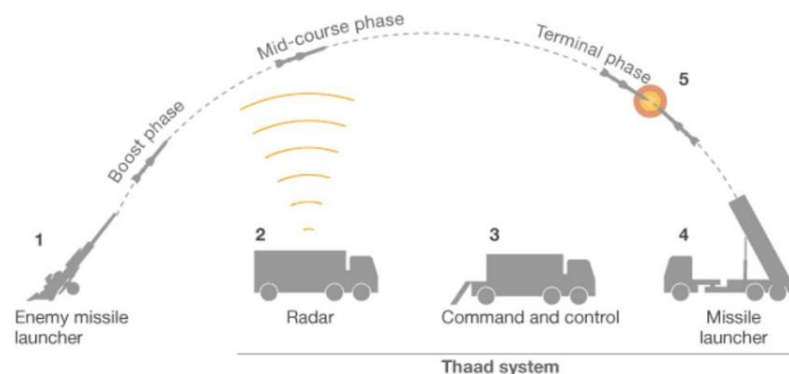 Mid-course phase
Terminal phase
5
Boost phase
1
2
3
4
Enemy missile
launcher
Radar
Command and control
Missile
launcher
Thaad system